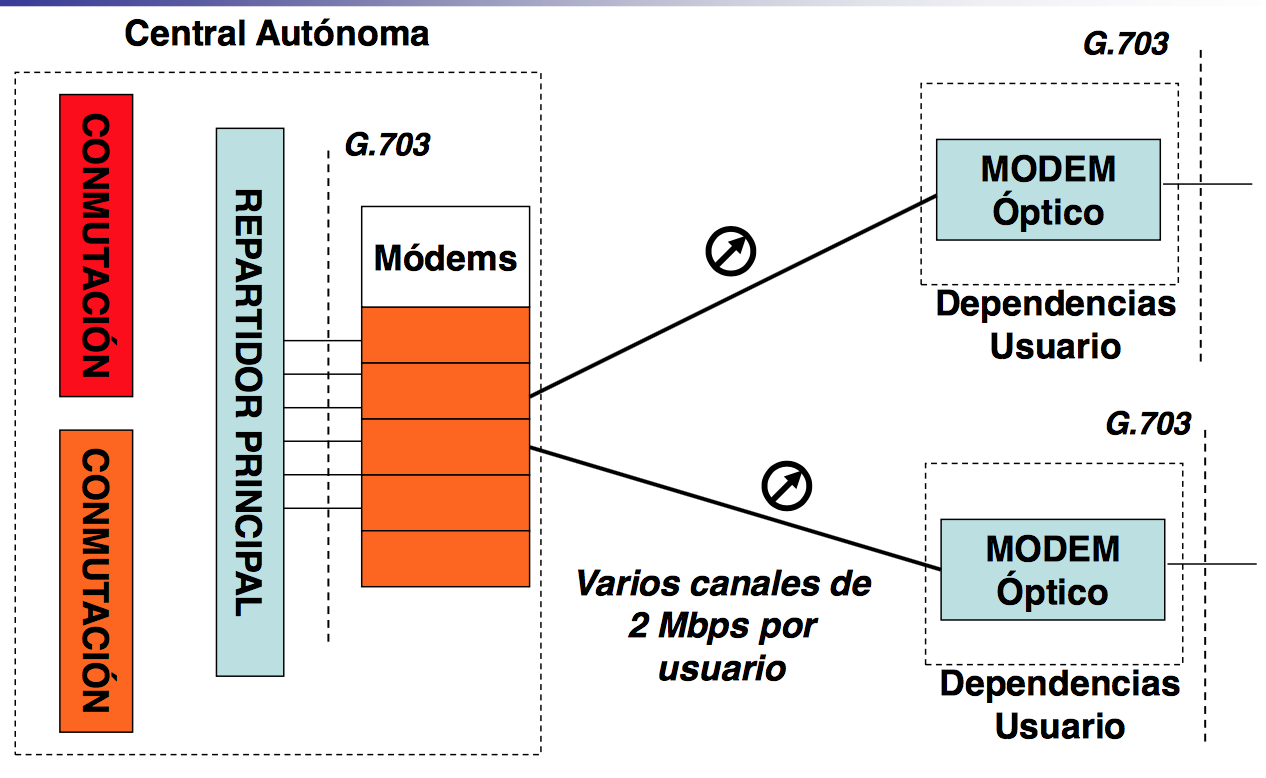 Central Autónoma
CONMUTACIÓN
CONMUTACIÓN
REPARTIDOR PRINCIPAL
G.703
Módems
G.703
MODEM
Óptico
Dependencias
Usuario
Varios canales de
2 Mbps por
usuario
G.703
MODEM
Óptico
Dependencias
Usuario